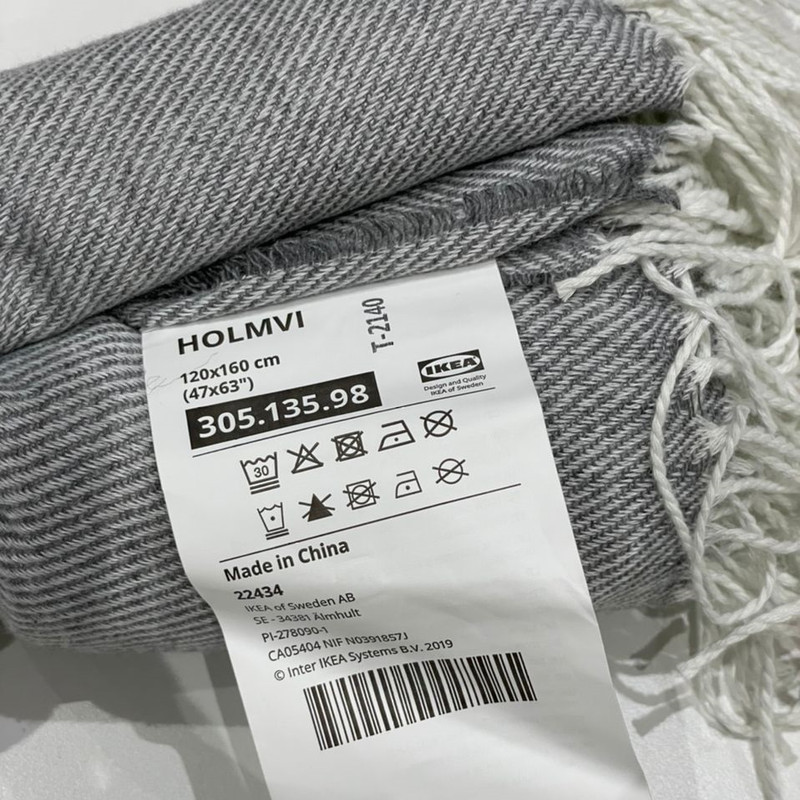 HOLMVI
T-2140
120x160 cm
(47x63")
305.135.98
IKEA
Design and Quality
IKEA of Sweden
30
Made in China
22434
IKEA of Sweden AB
SE - 34381 Älmhult
PI-278090-1
CA05404 NIF N0391857J
© Inter IKEA Systems B.V. 2019